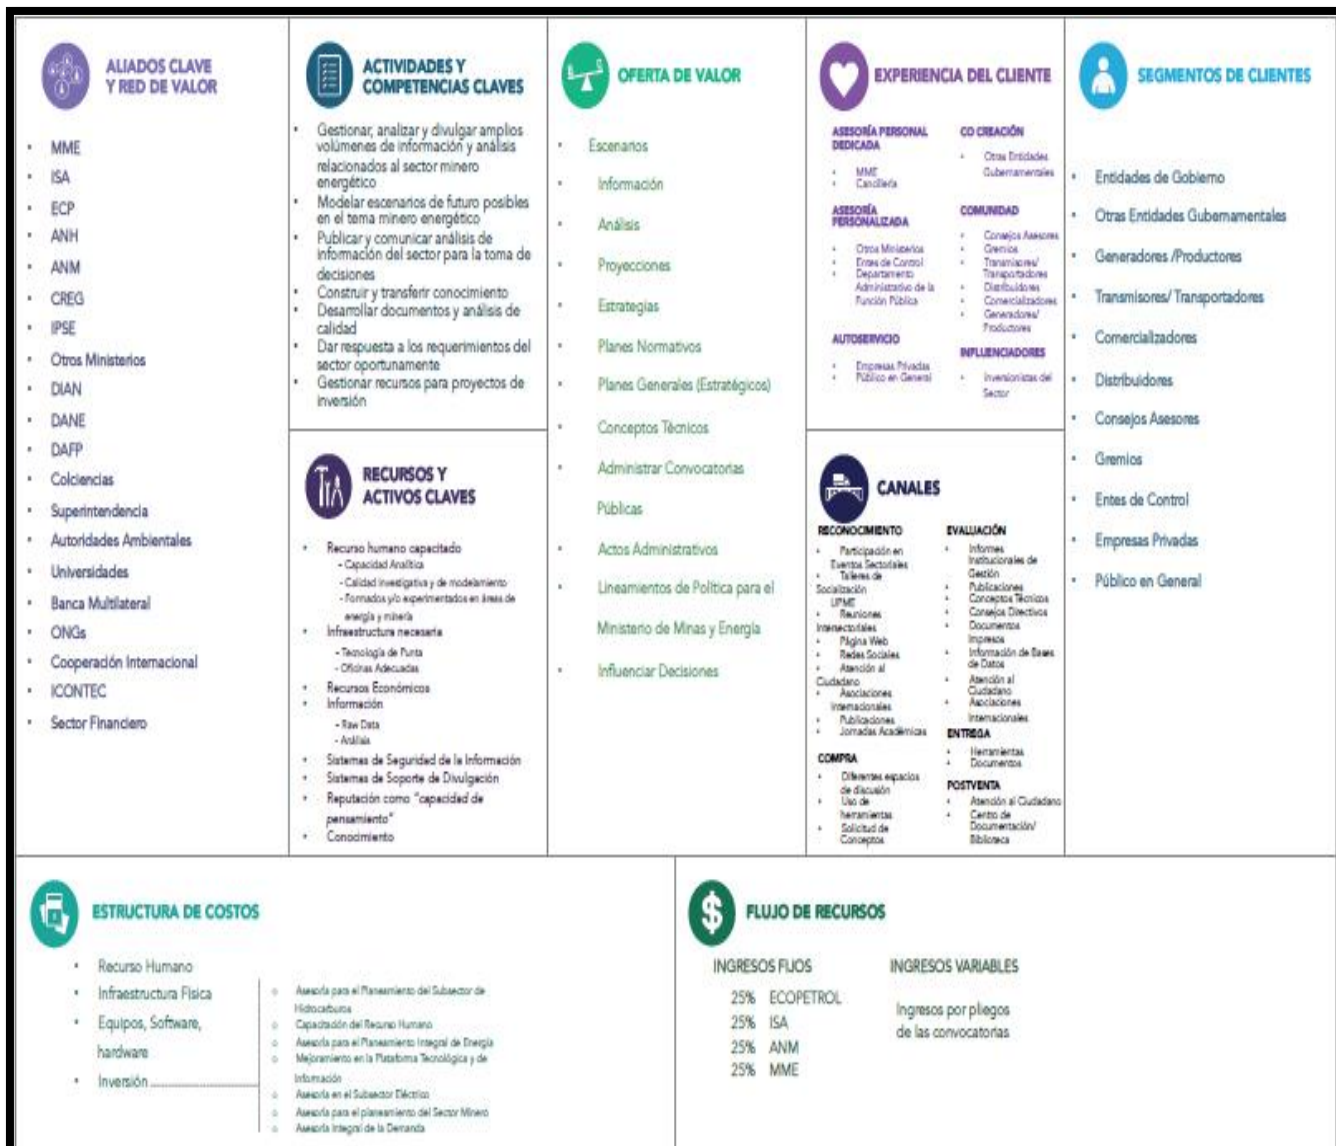 ALIADOS CLAVE
Y RED DE VALOR
• MME
• ISA
• ECP
• ANH
• ANM
• CREG
• IPSE
• Otros Ministerios
• DIAN
• DANE
• DAFP
• Colciencias
• Superintendencia
• Autoridades Ambientales
• Universidades
• Banca Multilateral
• ONGs
• Cooperación Internacional
• ICONTEC
• Sector Financiero
ACTIVIDADES Y
COMPETENCIAS CLAVES
• Gestionar, analizar y divulgar amplios
volúmenes de información y análisis
relacionados al sector minero
energético
• Modelar escenarios de futuro posibles
en el tema minero energético
• Publicar y comunicar análisis de
información del sector para la toma de
decisiones
• Construir y transferir conocimiento
• Desarrollar documentos y análisis de
calidad
• Dar respuesta a los requerimientos del
sector oportunamente
• Gestionar recursos para proyectos de
inversión
RECURSOS Y
ACTIVOS CLAVES
• Recurso humano capacitado
- Capacidad Analítica
- Calidad investigativa y de modelamiento
- Formados y/o experimentados en áreas de
energía y minería
• Infraestructura necesaria
- Tecnología de Punta
- Oficinas Adecuadas
• Recursos Económicos
• Información
- Raw Data
- Análisis
• Sistemas de Seguridad de la Información
• Sistemas de Soporte de Divulgación
• Reputación como "capacidad de
pensamiento"
• Conocimiento
OFERTA DE VALOR
• Escenarios
• Información
• Análisis
• Proyecciones
• Estrategias
• Planes Normativos
• Planes Generales (Estratégicos)
• Conceptos Técnicos
• Administrar Convocatorias
Públicas
• Actos Administrativos
• Lineamientos de Política para el
Ministerio de Minas y Energía
• Influenciar Decisiones
EXPERIENCIA DEL CLIENTE
ASESORÍA PERSONAL
DEDICADA
• MME
• Cancillería
ASESORÍA
PERSONALIZADA
• Otros Ministerios
• Entes de Control
• Departamento
Administrativo de la
Función Pública
AUTOSERVICIO
• Empresas Privadas
• Público en General
CO CREACIÓN
• Otras Entidades
Gubernamentales
COMUNIDAD
• Consejos Asesores
• Gremios
• Transmisores/
Transportadores
• Distribuidores
• Comercializadores
• Generadores/
Productores
INFLUENCIADORES
• Inversionistas del
Sector
CANALES
RECONOCIMIENTO
• Participación en
Eventos Sectoriales
• Talleres de
Socialización
UPME
• Reuniones
Intersectoriales
• Página Web
• Redes Sociales
• Atención al
Ciudadano
• Asociaciones
Internacionales
• Publicaciones
• Jornadas Académicas
COMPRA
• Diferentes espacios
de discusión
• Uso de
herramientas
• Solicitud de
Conceptos
EVALUACIÓN
• Informes
Institucionales de
Gestión
• Publicaciones
• Conceptos Técnicos
• Consejos Directivos
• Documentos
Impresos
• Información de Bases
de Datos
• Atención al
Ciudadano
• Asociaciones
Internacionales
ENTREGA
• Herramientas
• Documentos
POSTVENTA
• Atención al Ciudadano
• Centro de
Documentación/
Biblioteca
SEGMENTOS DE CLIENTES
• Entidades de Gobierno
• Otras Entidades Gubernamentales
• Generadores /Productores
• Transmisores/ Transportadores
• Comercializadores
• Distribuidores
• Consejos Asesores
• Gremios
• Entes de Control
• Empresas Privadas
• Público en General
ESTRUCTURA DE COSTOS
• Recurso Humano
• Infraestructura Física
• Equipos, Software,
hardware
• Inversión
○ Asesoría para el Planeamiento del Subsector de
Hidrocarburos
○ Capacitación del Recurso Humano
○ Asesoría para el Planeamiento Integral de Energía
○ Mejoramiento en la Plataforma Tecnológica y de
Información
○ Asesoría en el Subsector Eléctrico
○ Asesoría para el planeamiento del Sector Minero
○ Asesoría Integral de la Demanda
FLUJO DE RECURSOS
INGRESOS FIJOS
25% ECOPETROL
25% ISA
25% ANM
25% MME
INGRESOS VARIABLES
Ingresos por pliegos
de las convocatorias